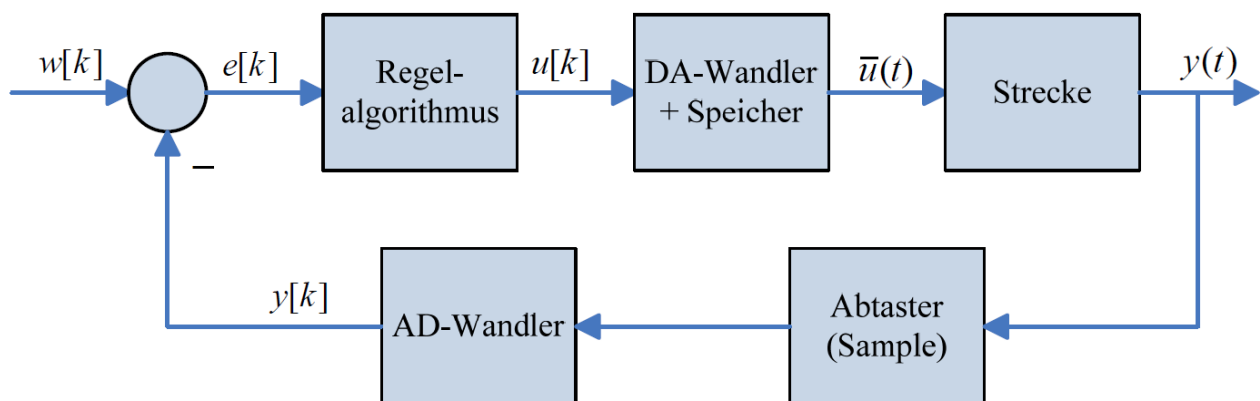 w[k]
e[k]
Regel-
algorithmus
u[k]
DA-Wandler
+ Speicher
u̅(t)
Strecke
y(t)
−
y[k]
AD-Wandler
Abtaster
(Sample)